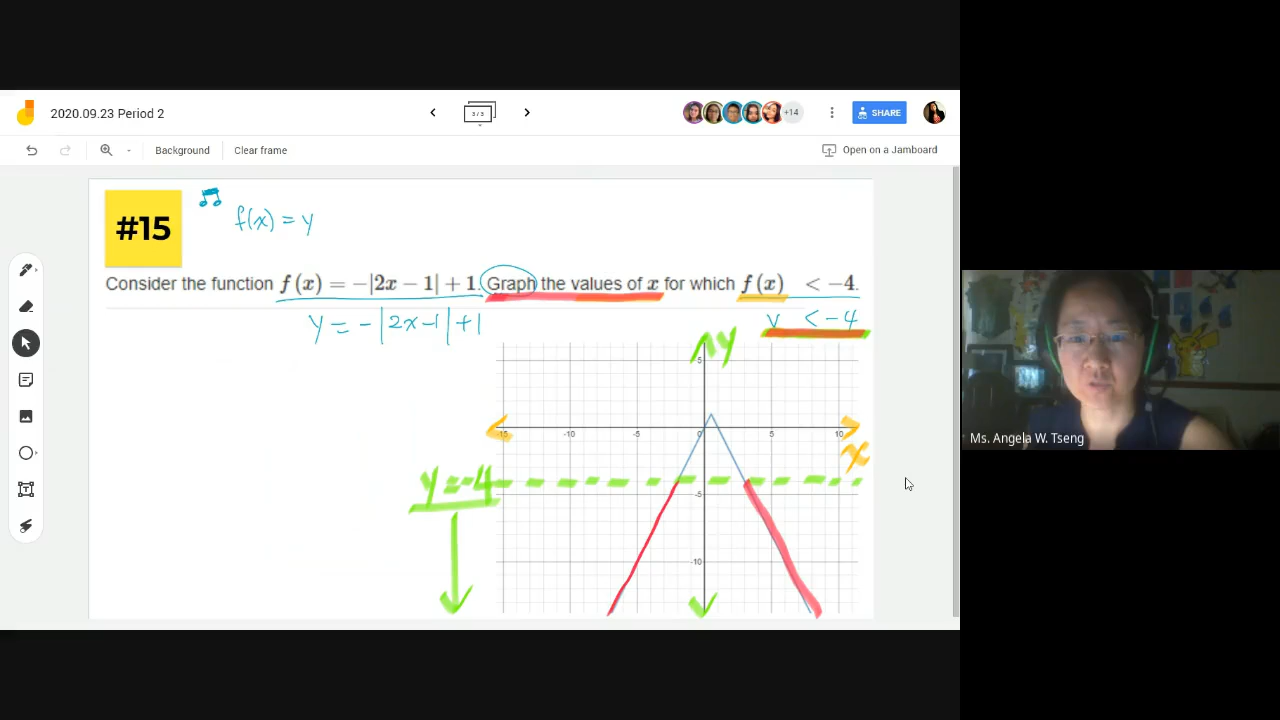 2020.09.23 Period 2
3 / 3
+14
SHARE
Background
Clear frame
Open on a Jamboard
#15
f(x) = y
Consider the function f(x) = −|2x − 1| + 1. Graph the values of x for which f(x) < −4.
y = -|2x-1|+1
y < -4
y
5
-15 -10 -5 0 5 10
x
y=-4
-5
-10
Ms. Angela W. Tseng